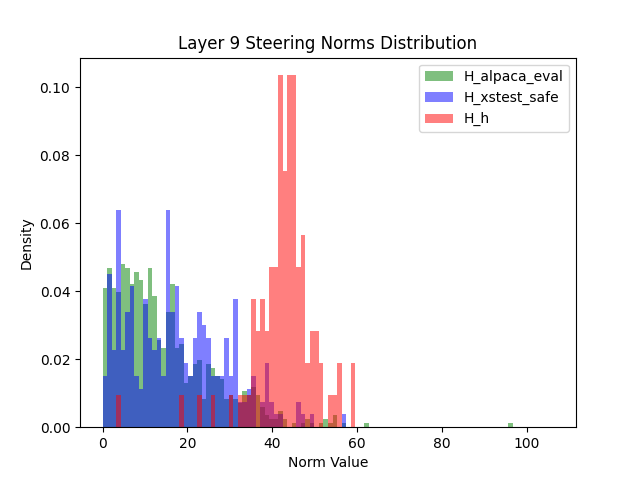 Layer 9 Steering Norms Distribution
H_alpaca_eval
H_xstest_safe
H_h
0.10
0.08
0.06
0.04
0.02
0.00
Density
0 20 40 60 80 100
Norm Value